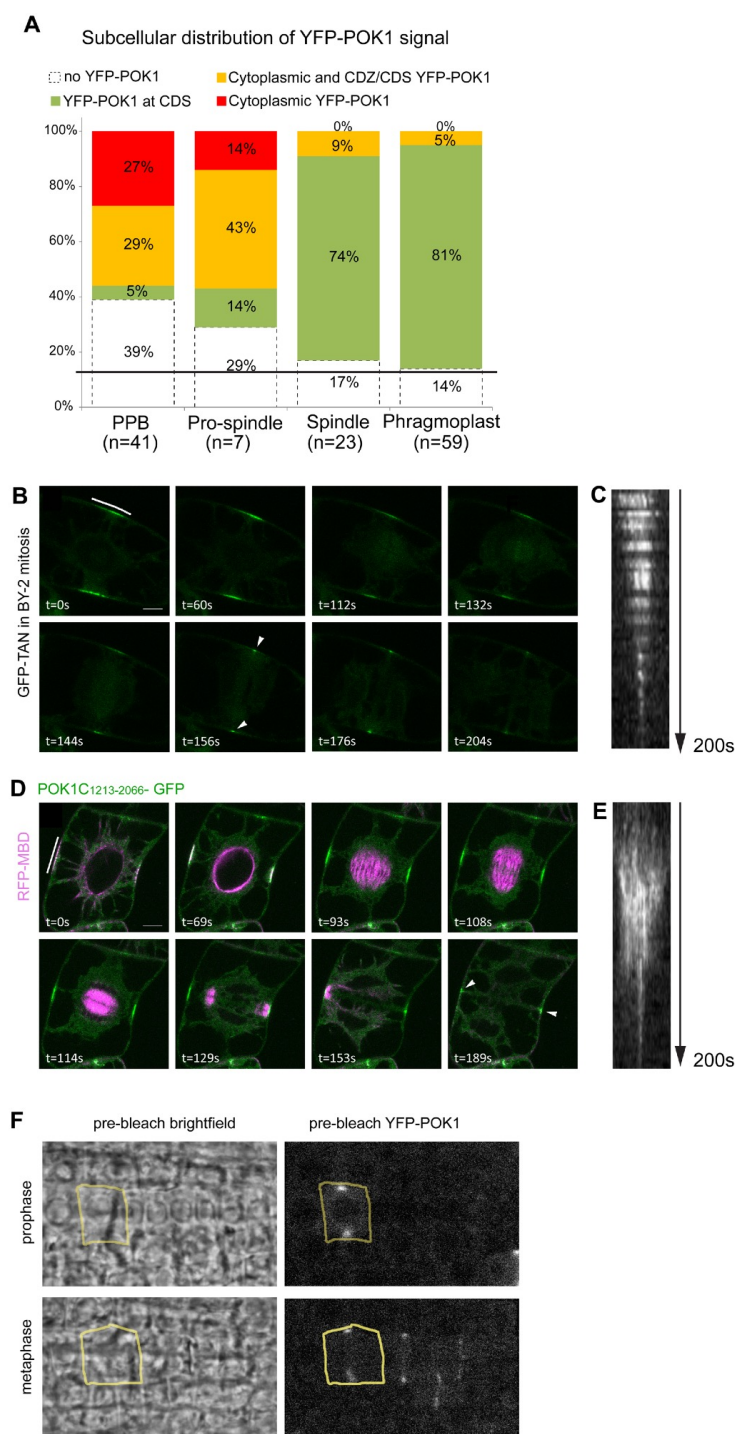 A
Subcellular distribution of YFP-POK1 signal
no YFP-POK1
Cytoplasmic and CDZ/CDS YFP-POK1
YFP-POK1 at CDS
Cytoplasmic YFP-POK1
100%
80%
60%
40%
20%
0%
27%
29%
5%
39%
14%
43%
14%
29%
0%
9%
74%
17%
0%
5%
81%
14%
PPB
(n=41)
Pro-spindle
(n=7)
Spindle
(n=23)
Phragmoplast
(n=59)
B
GFP-TAN in BY-2 mitosis
t=0s
t=60s
t=112s
t=132s
t=144s
t=156s
t=176s
t=204s
C
200s
D
POK1C1213-2066- GFP
RFP-MBD
t=0s
t=69s
t=93s
t=108s
t=114s
t=129s
t=153s
t=189s
E
200s
F
pre-bleach brightfield
pre-bleach YFP-POK1
prophase
metaphase